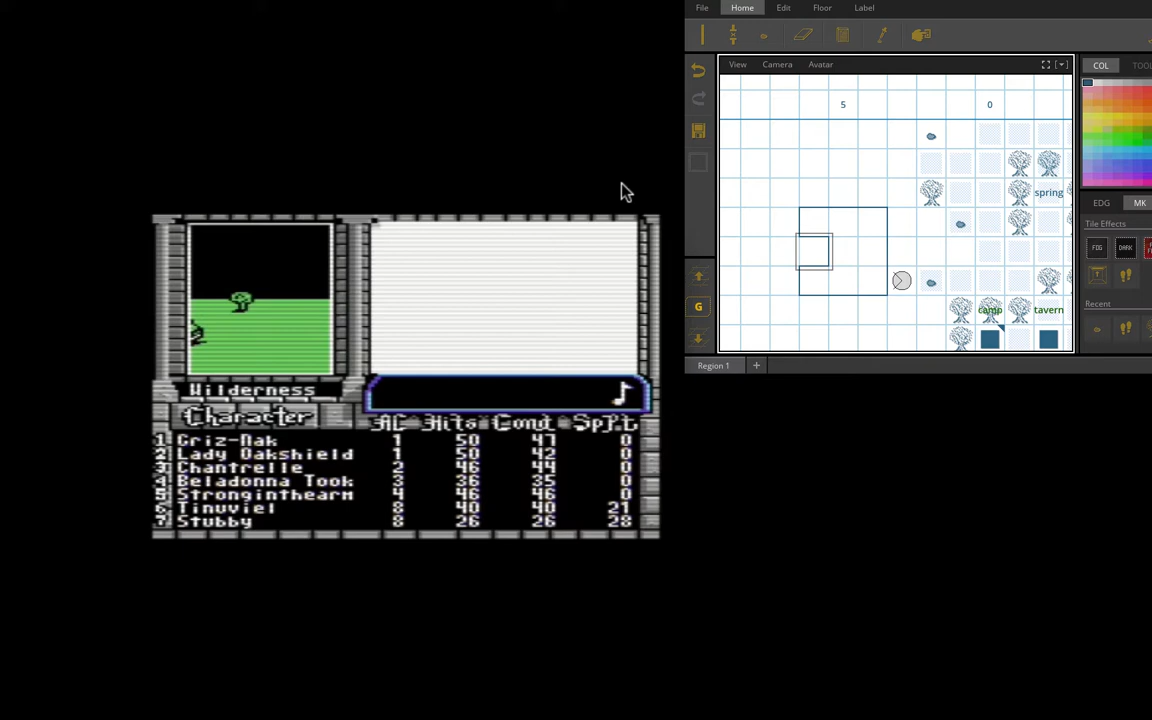 File Home Edit Floor Label
View Camera Avatar
COL TOOL
5 0
spring
EDG MK
Tile Effects
FOG DARK
camp tavern
G
Recent
Region 1 +
Wilderness
Character AC Hits Cond SpPt
1 Griz-Nak 1 50 47 0
2 Lady Oakshield 1 50 42 0
3 Chantrelle 2 46 44 0
4 Beladonna Took 3 36 35 0
5 Stronginthearm 4 46 46 0
6 Tinuviel 8 40 40 21
7 Stubby 8 26 26 28